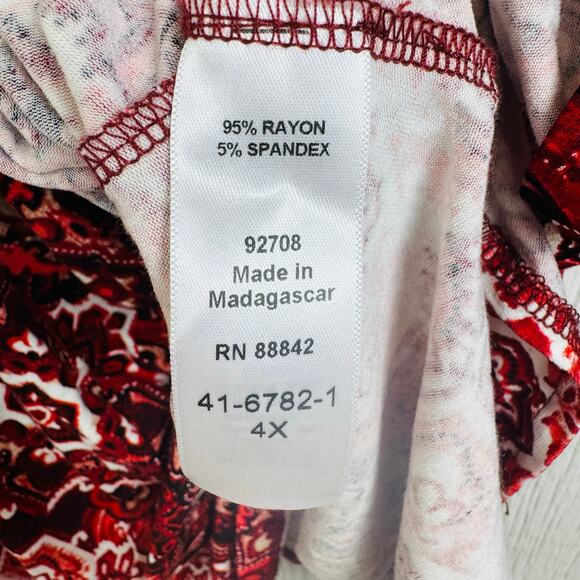 95% RAYON
5% SPANDEX
92708
Made in
Madagascar
RN 88842
41-6782-1
4X